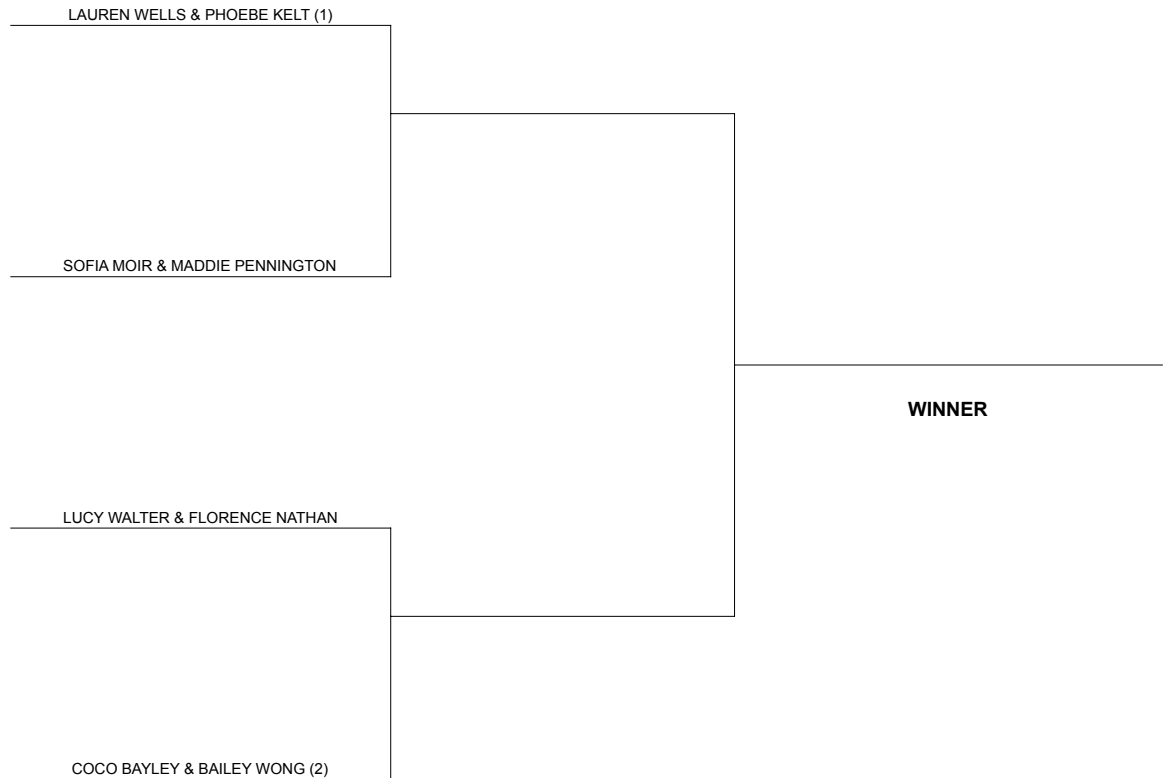 LAUREN WELLS & PHOEBE KELT (1)
SOFIA MOIR & MADDIE PENNINGTON
WINNER
LUCY WALTER & FLORENCE NATHAN
COCO BAYLEY & BAILEY WONG (2)